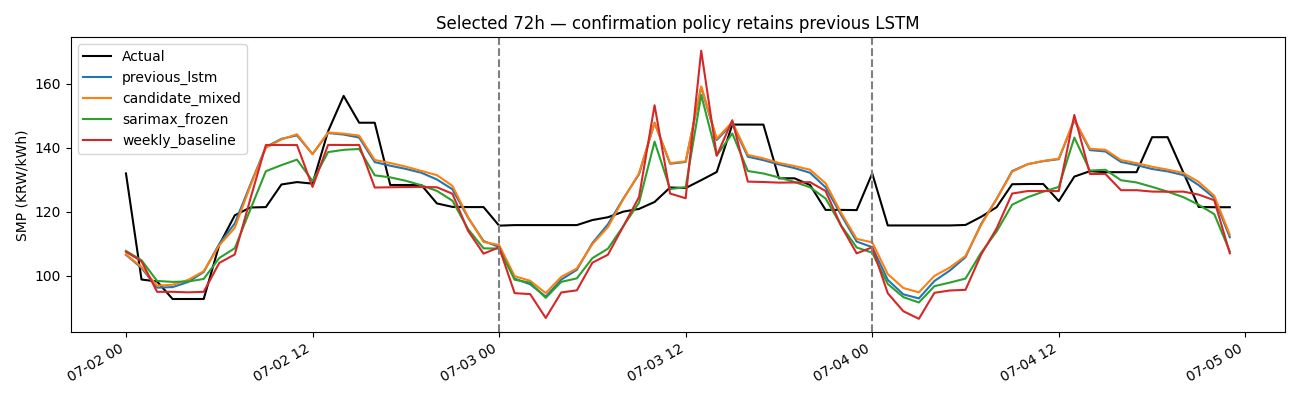 Selected 72h — confirmation policy retains previous LSTM
SMP (KRW/kWh)
160
140
120
100
Actual
previous_lstm
candidate_mixed
sarimax_frozen
weekly_baseline
07-02 00
07-02 12
07-03 00
07-03 12
07-04 00
07-04 12
07-05 00